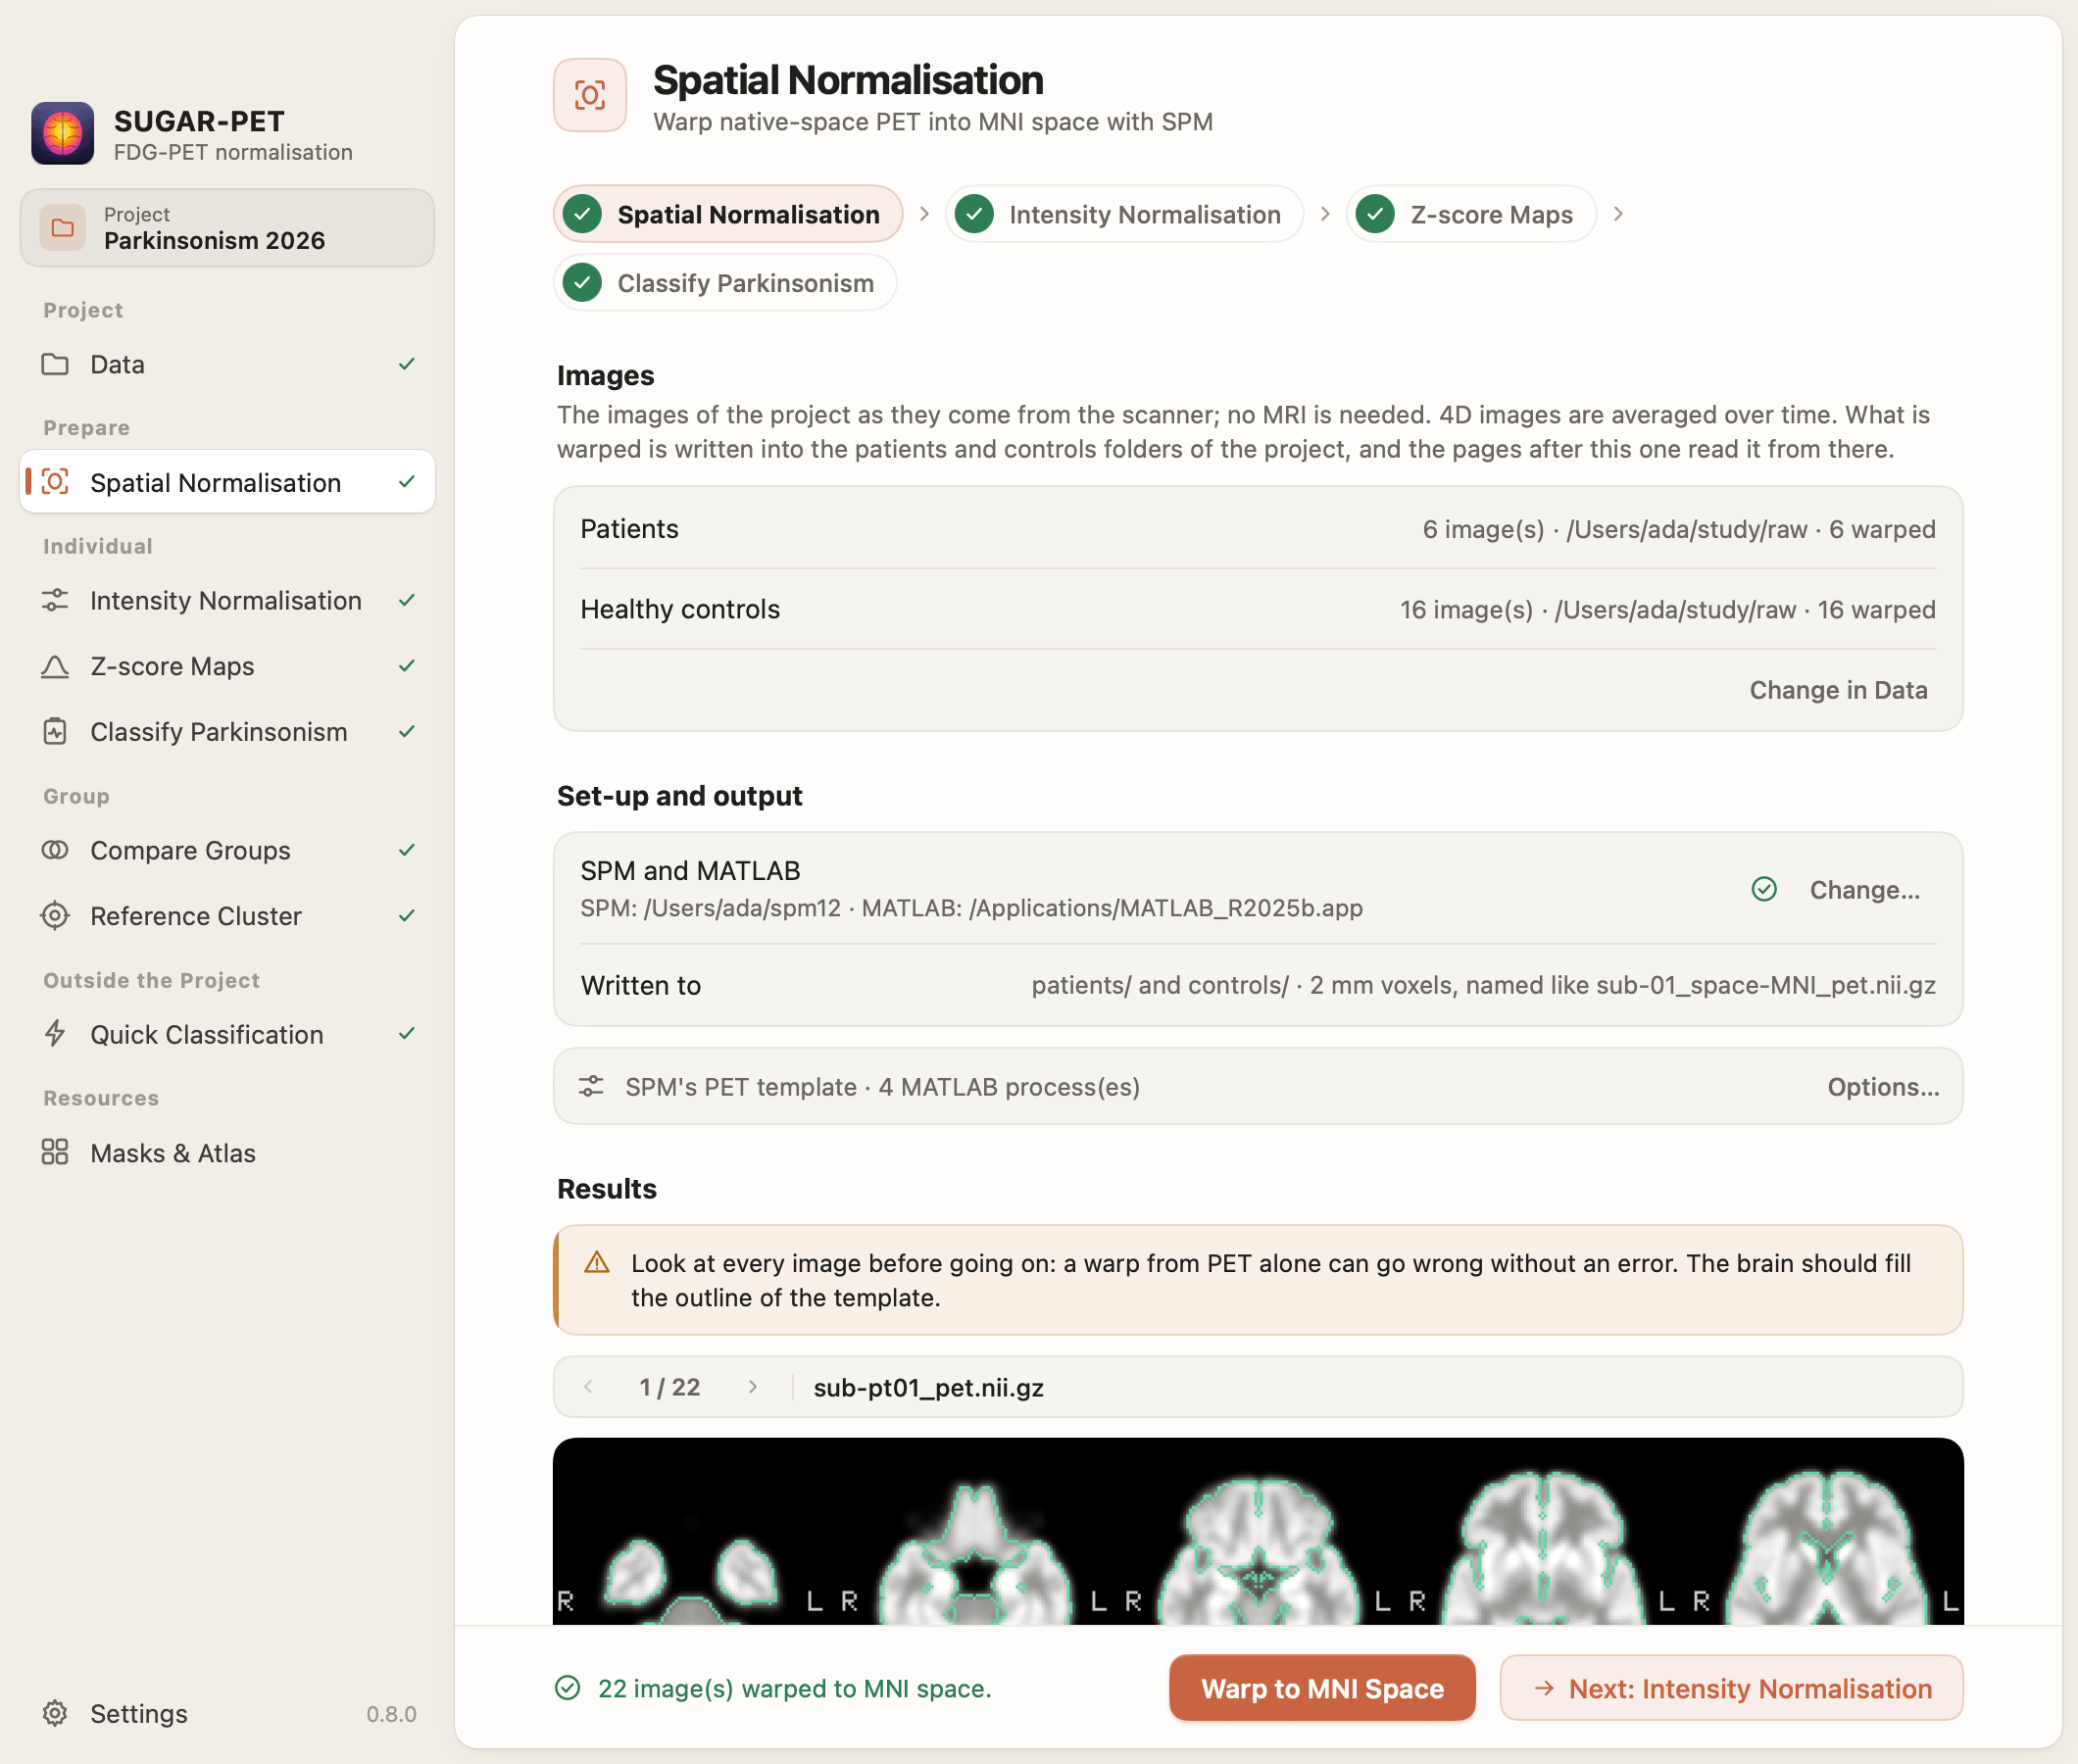 SUGAR-PET
FDG-PET normalisation
Project
Parkinsonism 2026
Project
Data
Prepare
Spatial Normalisation
Individual
Intensity Normalisation
Z-score Maps
Classify Parkinsonism
Group
Compare Groups
Reference Cluster
Outside the Project
Quick Classification
Resources
Masks & Atlas
Settings
0.8.0
Spatial Normalisation
Warp native-space PET into MNI space with SPM
Spatial Normalisation
Intensity Normalisation
Z-score Maps
Classify Parkinsonism
Images
The images of the project as they come from the scanner; no MRI is needed. 4D images are averaged over time. What is
warped is written into the patients and controls folders of the project, and the pages after this one read it from there.
Patients
6 image(s) · /Users/ada/study/raw · 6 warped
Healthy controls
16 image(s) · /Users/ada/study/raw · 16 warped
Change in Data
Set-up and output
SPM and MATLAB
SPM: /Users/ada/spm12 · MATLAB: /Applications/MATLAB_R2025b.app
Change...
Written to
patients/ and controls/ · 2 mm voxels, named like sub-01_space-MNI_pet.nii.gz
SPM's PET template · 4 MATLAB process(es)
Options...
Results
Look at every image before going on: a warp from PET alone can go wrong without an error. The brain should fill
the outline of the template.
1 / 22
sub-pt01_pet.nii.gz
R L R L R L R L R L
22 image(s) warped to MNI space.
Warp to MNI Space
Next: Intensity Normalisation